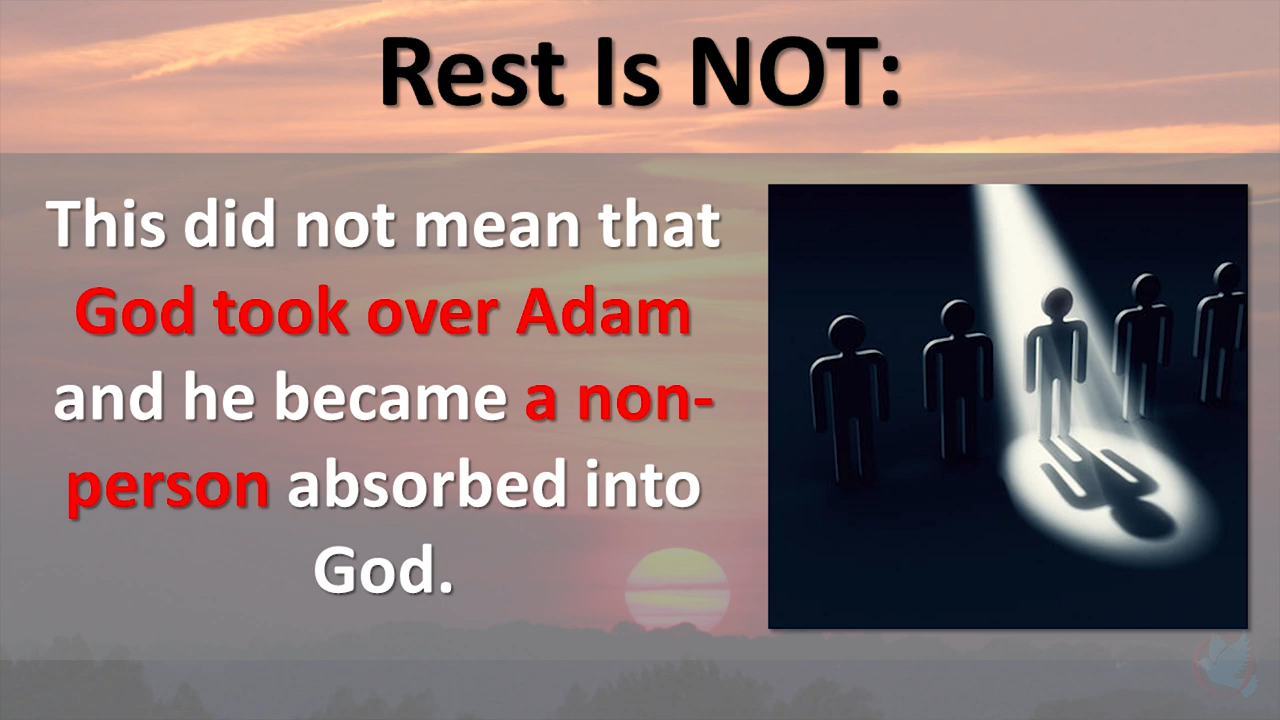 Rest Is NOT:
This did not mean that
God took over Adam
and he became a non-
person absorbed into
God.